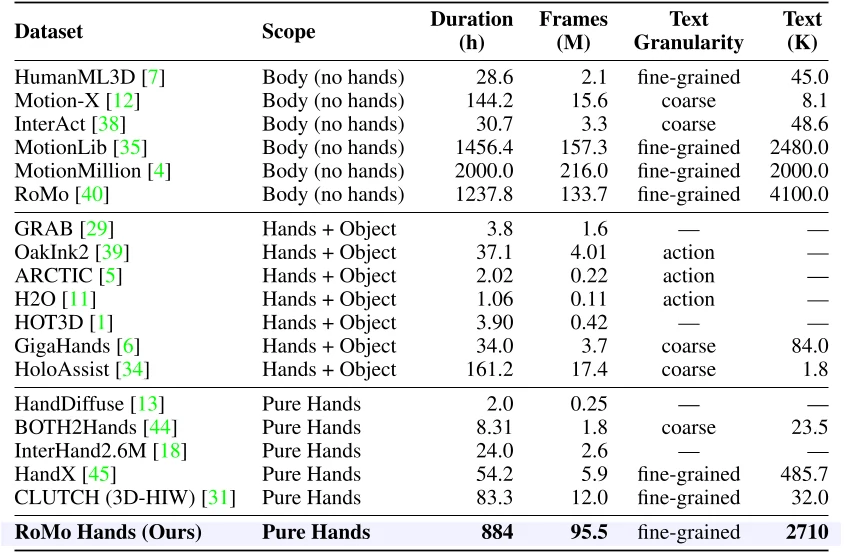 Dataset Scope Duration (h) Frames (M) Text Granularity Text (K)
HumanML3D [7] Body (no hands) 28.6 2.1 fine-grained 45.0
Motion-X [12] Body (no hands) 144.2 15.6 coarse 8.1
InterAct [38] Body (no hands) 30.7 3.3 coarse 48.6
MotionLib [35] Body (no hands) 1456.4 157.3 fine-grained 2480.0
MotionMillion [4] Body (no hands) 2000.0 216.0 fine-grained 2000.0
RoMo [40] Body (no hands) 1237.8 133.7 fine-grained 4100.0
GRAB [29] Hands + Object 3.8 1.6 — —
OakInk2 [39] Hands + Object 37.1 4.01 action —
ARCTIC [5] Hands + Object 2.02 0.22 action —
H2O [11] Hands + Object 1.06 0.11 action —
HOT3D [1] Hands + Object 3.90 0.42 — —
GigaHands [6] Hands + Object 34.0 3.7 coarse 84.0
HoloAssist [34] Hands + Object 161.2 17.4 coarse 1.8
HandDiffuse [13] Pure Hands 2.0 0.25 — —
BOTH2Hands [44] Pure Hands 8.31 1.8 coarse 23.5
InterHand2.6M [18] Pure Hands 24.0 2.6 — —
HandX [45] Pure Hands 54.2 5.9 fine-grained 485.7
CLUTCH (3D-HIW) [31] Pure Hands 83.3 12.0 fine-grained 32.0
RoMo Hands (Ours) Pure Hands 884 95.5 fine-grained 2710